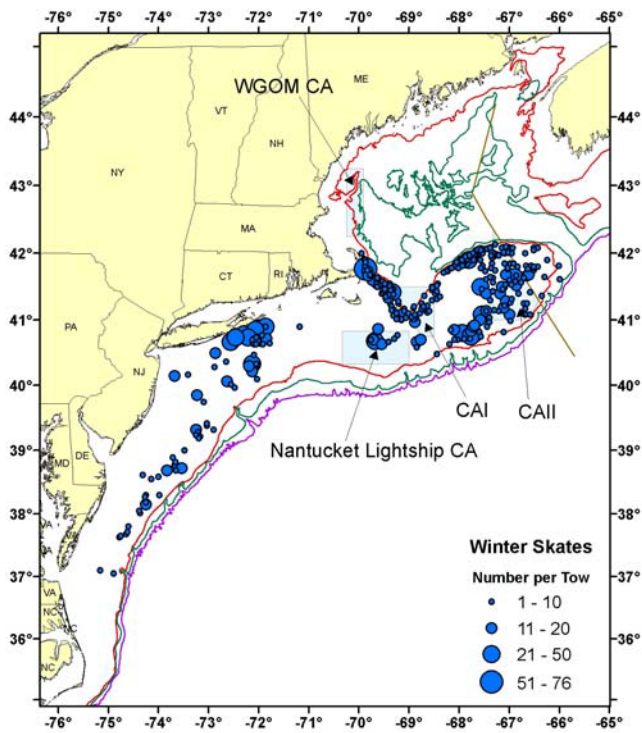 -76° -75° -74° -73° -72° -71° -70° -69° -68° -67° -66° -65°
WGOM CA
ME
VT
NH
NY
MA
CT
RI
PA
NJ
MD
DE
VA
NC
NC
NC
44°
43°
42°
41°
40°
39°
38°
37°
36°
44°
43°
42°
41°
40°
39°
38°
37°
36°
CAI
CAII
Nantucket Lightship CA
Winter Skates
Number per Tow
1 - 10
11 - 20
21 - 50
51 - 76
-76° -75° -74° -73° -72° -71° -70° -69° -68° -67° -66° -65°